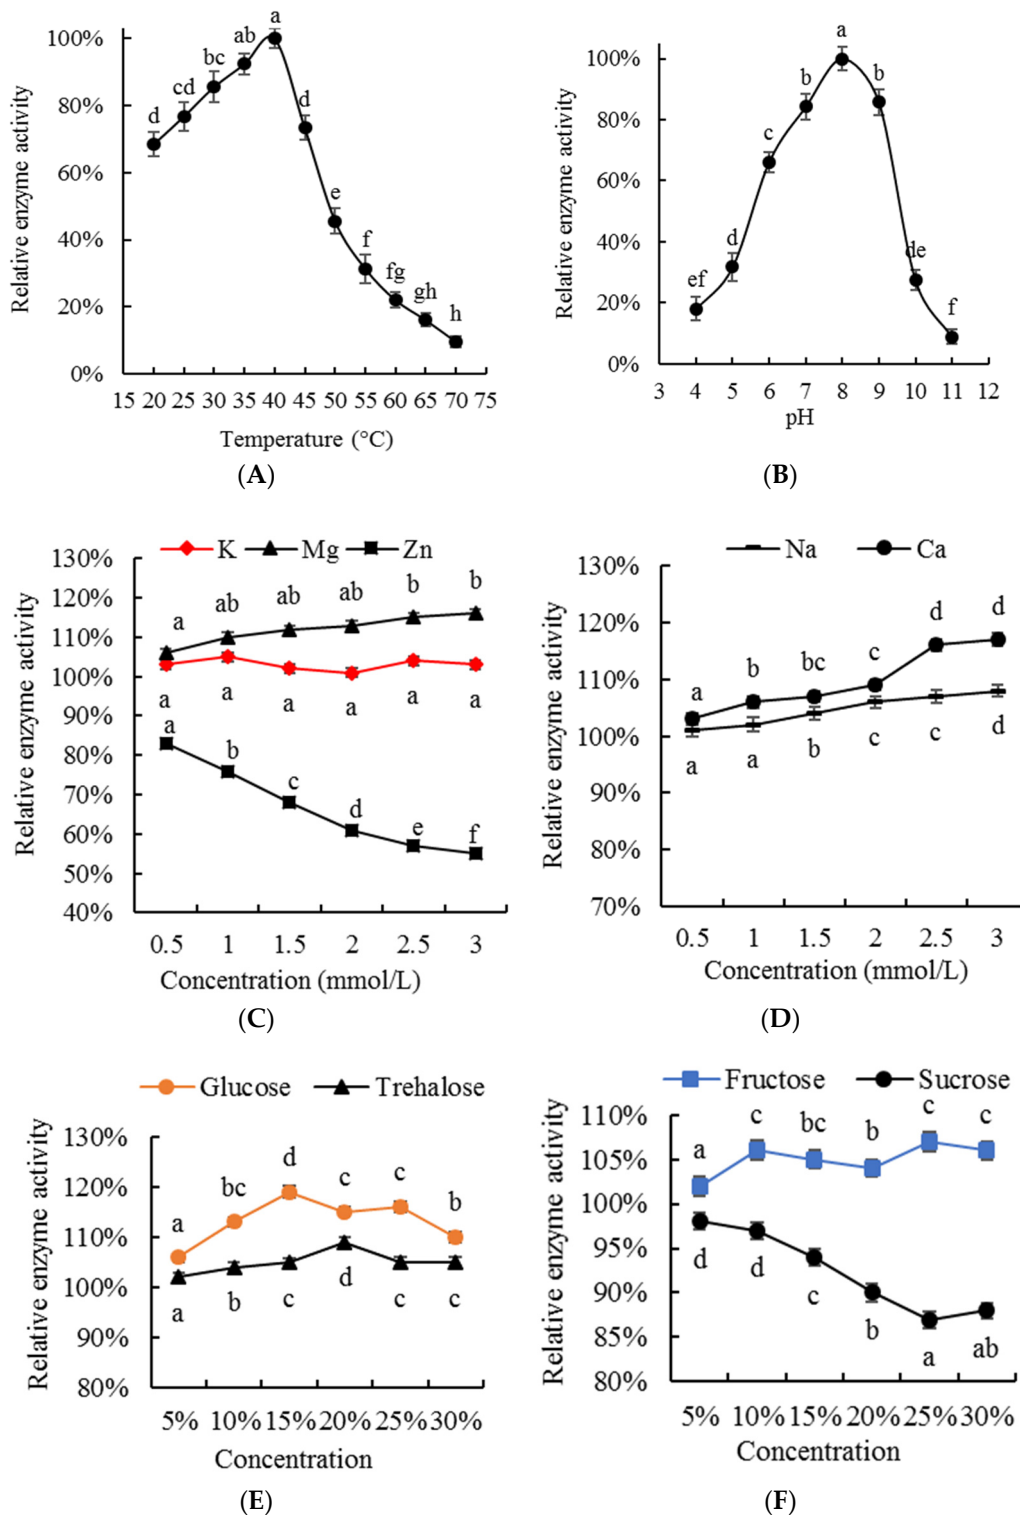 Relative enzyme activity
100%
80%
60%
40%
20%
0%
d cd bc ab a d e f fg gh h
15 20 25 30 35 40 45 50 55 60 65 70 75
Temperature (°C)
(A)
Relative enzyme activity
100%
80%
60%
40%
20%
0%
ef d c b a b de f
3 4 5 6 7 8 9 10 11 12
pH
(B)
K Mg Zn
Relative enzyme activity
130%
120%
110%
100%
90%
80%
70%
60%
50%
40%
a ab ab ab b b
a a a a a a
a b c d e f
0.5 1 1.5 2 2.5 3
Concentration (mmol/L)
(C)
Na Ca
Relative enzyme activity
130%
120%
110%
100%
90%
80%
70%
a b bc c d d
a a b c c d
0.5 1 1.5 2 2.5 3
Concentration (mmol/L)
(D)
Glucose Trehalose
Relative enzyme activity
130%
120%
110%
100%
90%
80%
a bc d c c b
a b c d c c
5% 10% 15% 20% 25% 30%
Concentration
(E)
Fructose Sucrose
Relative enzyme activity
110%
105%
100%
95%
90%
85%
80%
a c bc b c c
d d c b a ab
5% 10% 15% 20% 25% 30%
Concentration
(F)